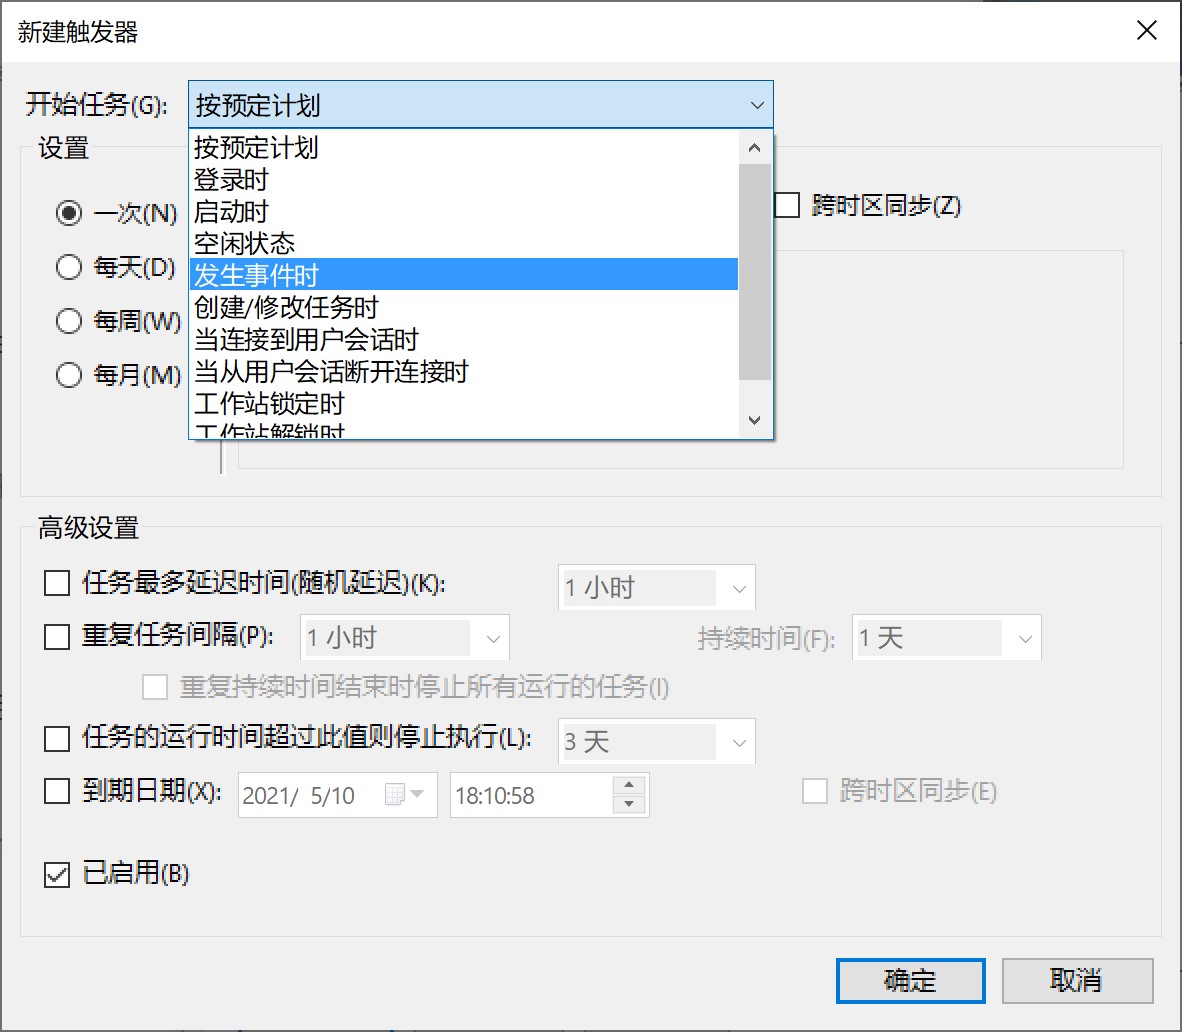 新建触发器
开始任务(G): 按预定计划
按预定计划
登录时
启动时
空闲状态
发生事件时
创建/修改任务时
当连接到用户会话时
当从用户会话断开连接时
工作站锁定时
工作站解锁时
设置
一次(N)
每天(D)
每周(W)
每月(M)
跨时区同步(Z)
高级设置
任务最多延迟时间(随机延迟)(K): 1 小时
重复任务间隔(P): 1 小时 持续时间(F): 1 天
重复持续时间结束时停止所有运行的任务(I)
任务的运行时间超过此值则停止执行(L): 3 天
到期日期(X): 2021/ 5/10 18:10:58 跨时区同步(E)
已启用(B)
确定 取消